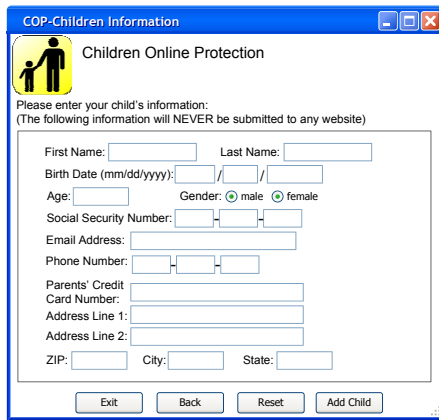 COP-Children Information
Children Online Protection
Please enter your child's information:
(The following information will NEVER be submitted to any website)
First Name: Last Name:
Birth Date (mm/dd/yyyy): / /
Age: Gender: male female
Social Security Number: - -
Email Address:
Phone Number: - -
Parents' Credit
Card Number:
Address Line 1:
Address Line 2:
ZIP: City: State:
Exit Back Reset Add Child